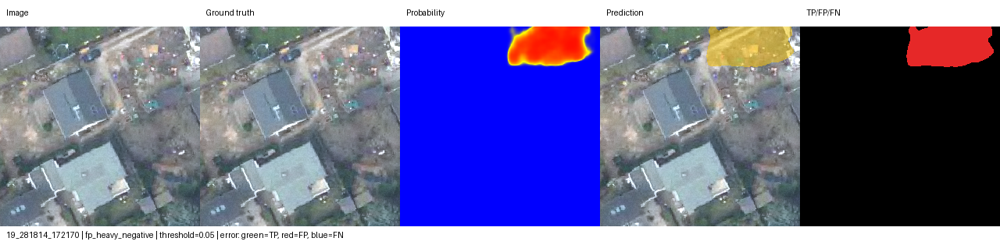 Image
Ground truth
Probability
Prediction
TP/FP/FN
19_281814_172170 | fp_heavy_negative | threshold=0.05 | error: green=TP, red=FP, blue=FN